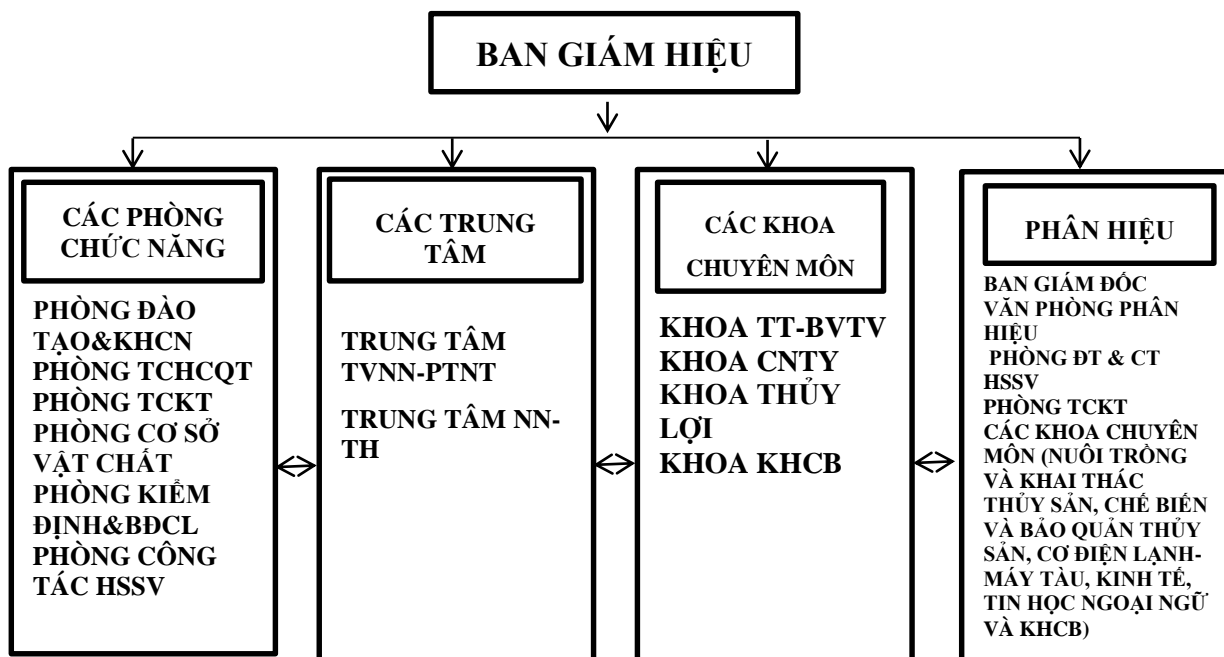 BAN GIÁM HIỆU
CÁC PHÒNG
CHỨC NĂNG
PHÒNG ĐÀO
TẠO&KHCN
PHÒNG TCHCQT
PHÒNG TCKT
PHÒNG CƠ SỞ
VẬT CHẤT
PHÒNG KIỂM
ĐỊNH&BĐCL
PHÒNG CÔNG
TÁC HSSV
CÁC TRUNG
TÂM
TRUNG TÂM
TVNN-PTNT
TRUNG TÂM NN-
TH
CÁC KHOA
CHUYÊN MÔN
KHOA TT-BVTV
KHOA CNTY
KHOA THỦY
LỢI
KHOA KHCB
PHÂN HIỆU
BAN GIÁM ĐỐC
VĂN PHÒNG PHÂN
HIỆU
PHÒNG ĐT & CT
HSSV
PHÒNG TCKT
CÁC KHOA CHUYÊN
MÔN (NUÔI TRỒNG
VÀ KHAI THÁC
THỦY SẢN, CHẾ BIẾN
VÀ BẢO QUẢN THỦY
SẢN, CƠ ĐIỆN LẠNH-
MÁY TÀU, KINH TẾ,
TIN HỌC NGOẠI NGỮ
VÀ KHCB)